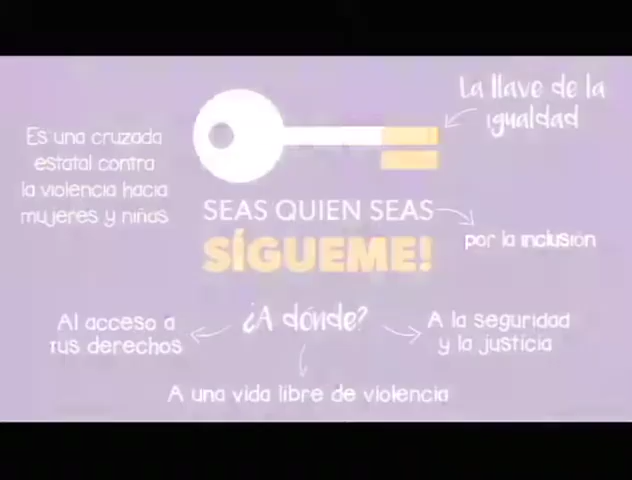 La llave de la
igualdad
Es una cruzada
estatal contra
la violencia hacia
mujeres y niñas
SEAS QUIEN SEAS
SÍGUEME!
por la inclusión
¿A dónde?
Al acceso a
tus derechos
A la seguridad
y la justicia
A una vida libre de violencia